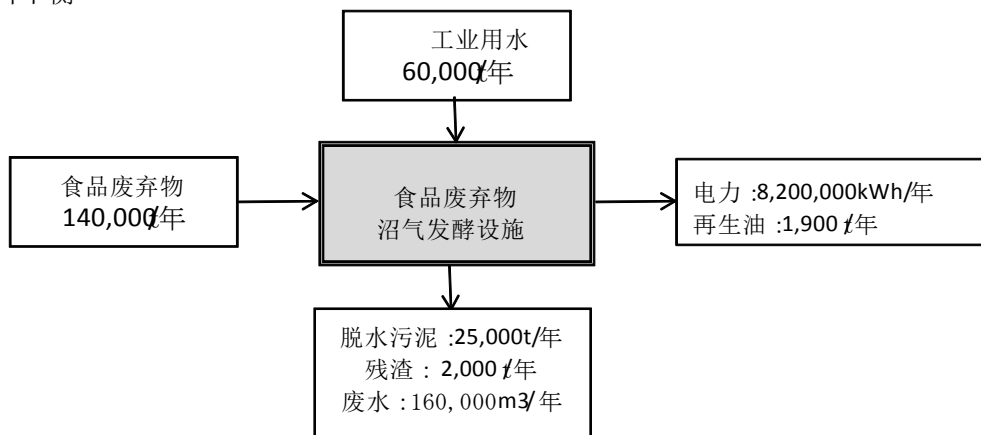 工业用水
60,000t/年
食品废弃物
140,000t/年
食品废弃物
沼气发酵设施
电力 :8,200,000kWh/年
再生油 :1,900 t/年
脱水污泥 :25,000t/年
残渣 : 2,000 t/年
废水 :160,000m3/年